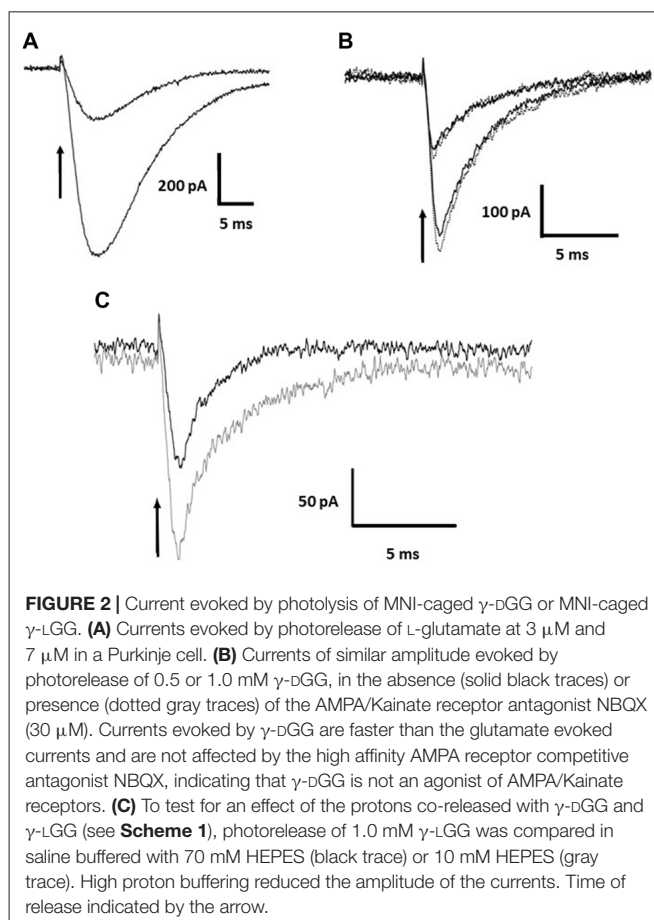 A
200 pA
5 ms
B
100 pA
5 ms
C
50 pA
5 ms
FIGURE 2 | Current evoked by photolysis of MNI-caged γ-DGG or MNI-caged
γ-LGG. (A) Currents evoked by photorelease of L-glutamate at 3 μM and
7 μM in a Purkinje cell. (B) Currents of similar amplitude evoked by
photorelease of 0.5 or 1.0 mM γ-DGG, in the absence (solid black traces) or
presence (dotted gray traces) of the AMPA/Kainate receptor antagonist NBQX
(30 μM). Currents evoked by γ-DGG are faster than the glutamate evoked
currents and are not affected by the high affinity AMPA receptor competitive
antagonist NBQX, indicating that γ-DGG is not an agonist of AMPA/Kainate
receptors. (C) To test for an effect of the protons co-released with γ-DGG and
γ-LGG (see Scheme 1), photorelease of 1.0 mM γ-LGG was compared in
saline buffered with 70 mM HEPES (black trace) or 10 mM HEPES (gray
trace). High proton buffering reduced the amplitude of the currents. Time of
release indicated by the arrow.